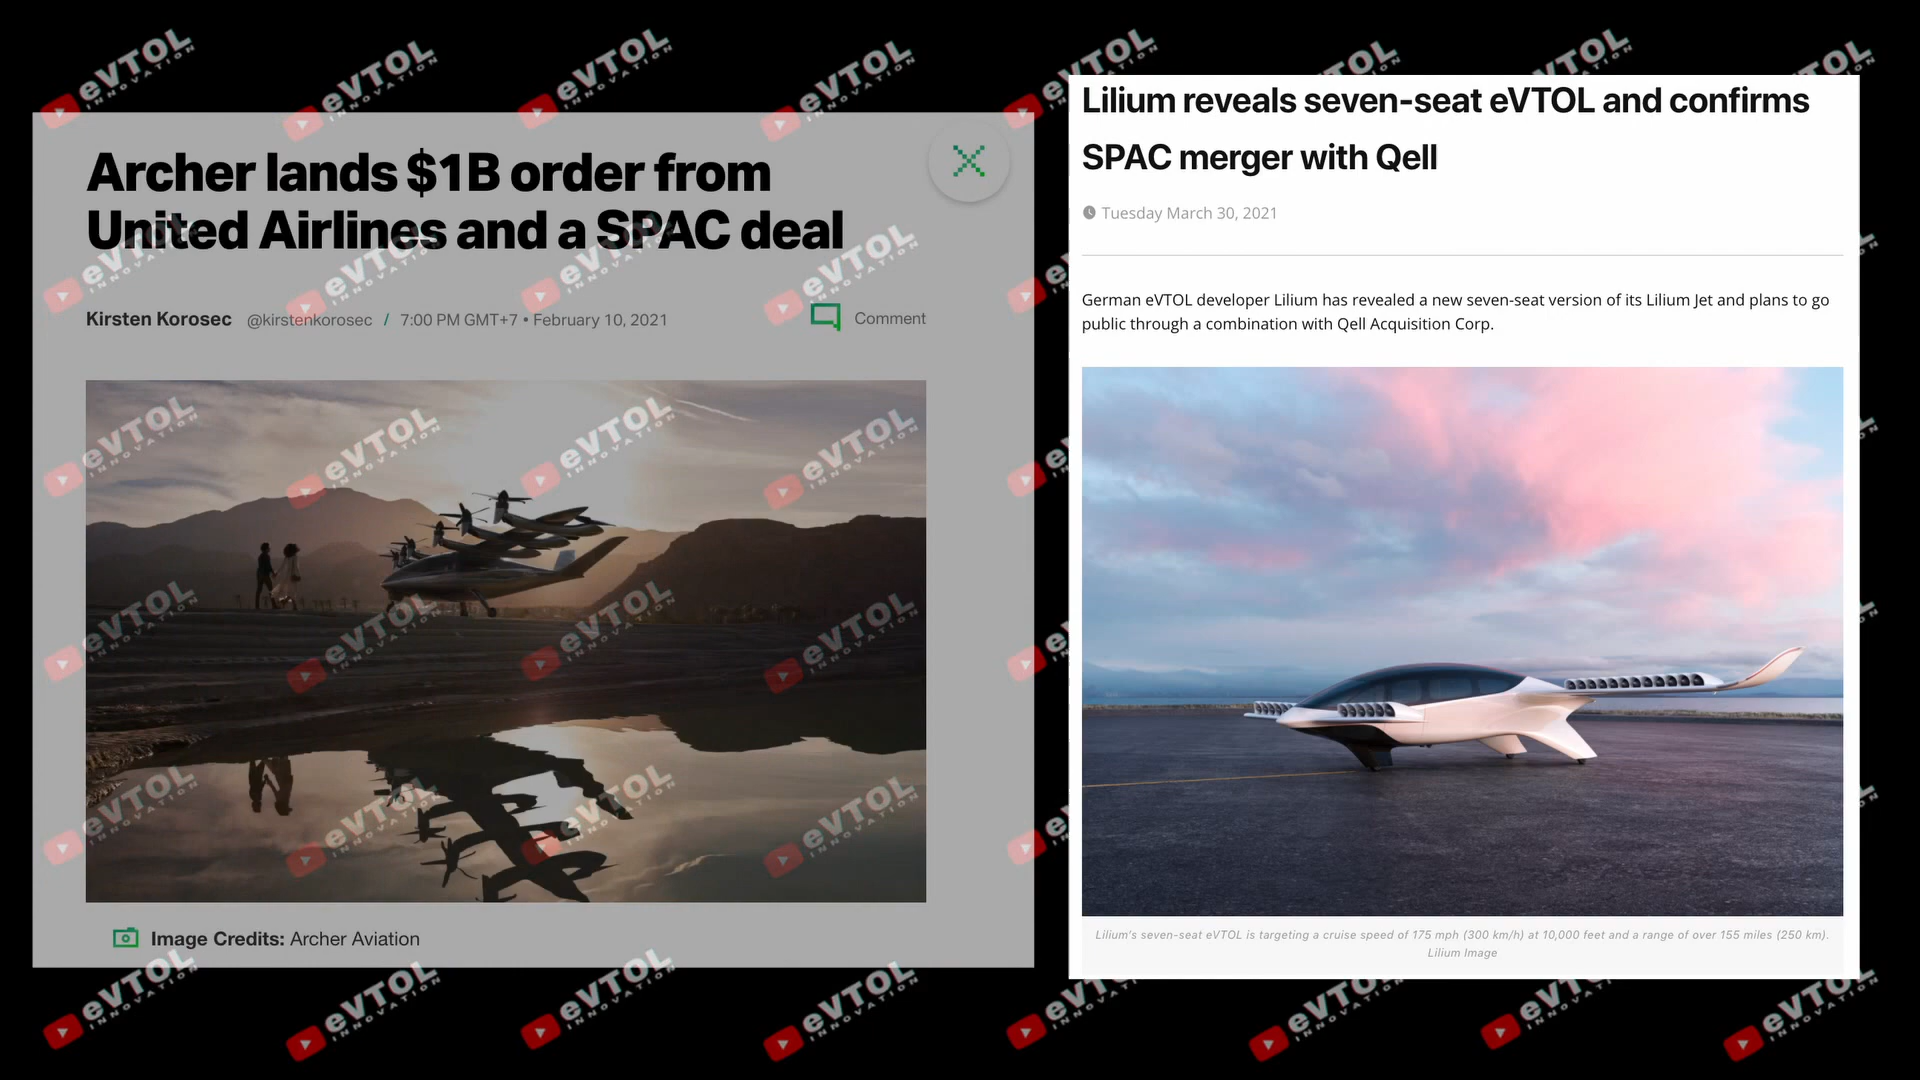 Archer lands $1B order from
United Airlines and a SPAC deal
Kirsten Korosec @kirstenkorosec / 7:00 PM GMT+7 • February 10, 2021
Comment
Image Credits: Archer Aviation
Lilium reveals seven-seat eVTOL and confirms
SPAC merger with Qell
Tuesday March 30, 2021
German eVTOL developer Lilium has revealed a new seven-seat version of its Lilium Jet and plans to go
public through a combination with Qell Acquisition Corp.
Lilium's seven-seat eVTOL is targeting a cruise speed of 175 mph (300 km/h) at 10,000 feet and a range of over 155 miles (250 km).
Lilium Image
eVTOL
INNOVATION